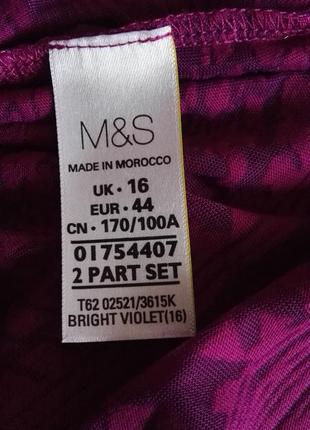 M&S
MADE IN MOROCCO
UK • 16
EUR • 44
CN • 170/100A
01754407
2 PART SET
T62 02521/3615K
BRIGHT VIOLET(16)